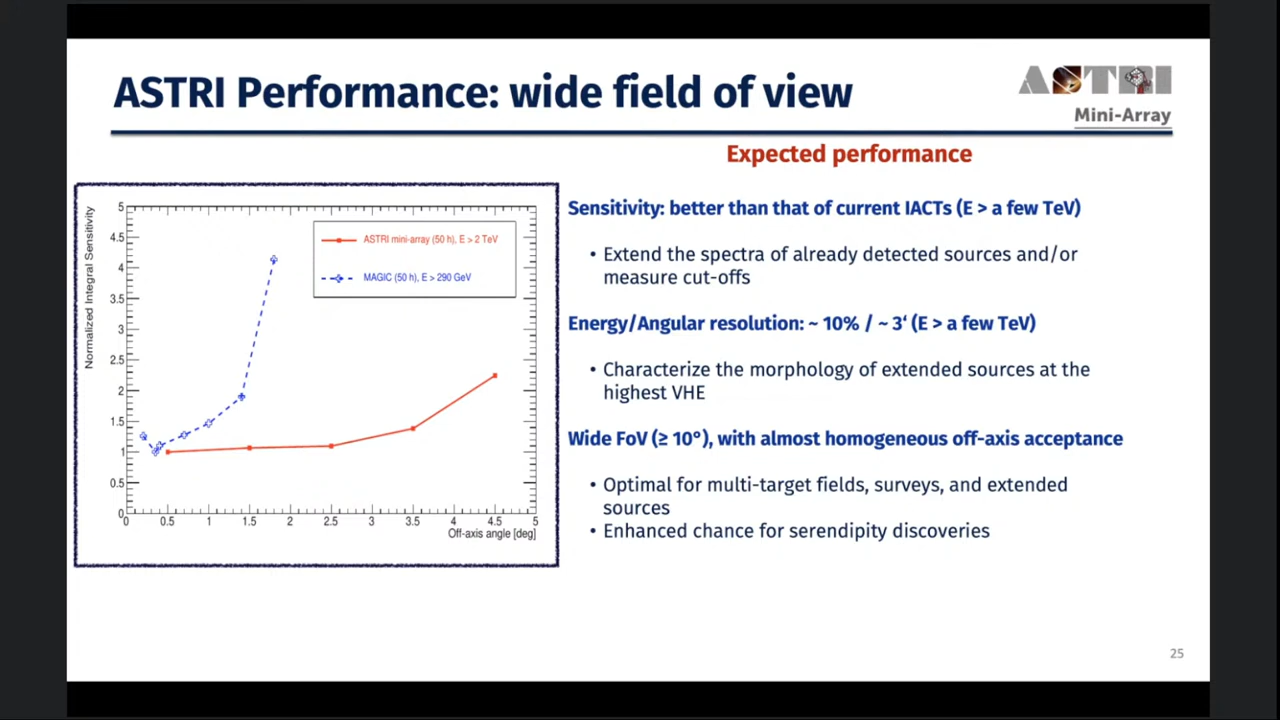 ASTRI Performance: wide field of view
ASTRI
Mini-Array
Expected performance
Normalized Integral Sensitivity
5
4.5
4
3.5
3
2.5
2
1.5
1
0.5
0
0
0.5
1
1.5
2
2.5
3
3.5
4
4.5
5
Off-axis angle [deg]
ASTRI mini-array (50 h), E > 2 TeV
MAGIC (50 h), E > 290 GeV
Sensitivity: better than that of current IACTs (E > a few TeV)
• Extend the spectra of already detected sources and/or
measure cut-offs
Energy/Angular resolution: ~ 10% / ~ 3‘ (E > a few TeV)
• Characterize the morphology of extended sources at the
highest VHE
Wide FoV (≥ 10°), with almost homogeneous off-axis acceptance
• Optimal for multi-target fields, surveys, and extended
sources
• Enhanced chance for serendipity discoveries
25